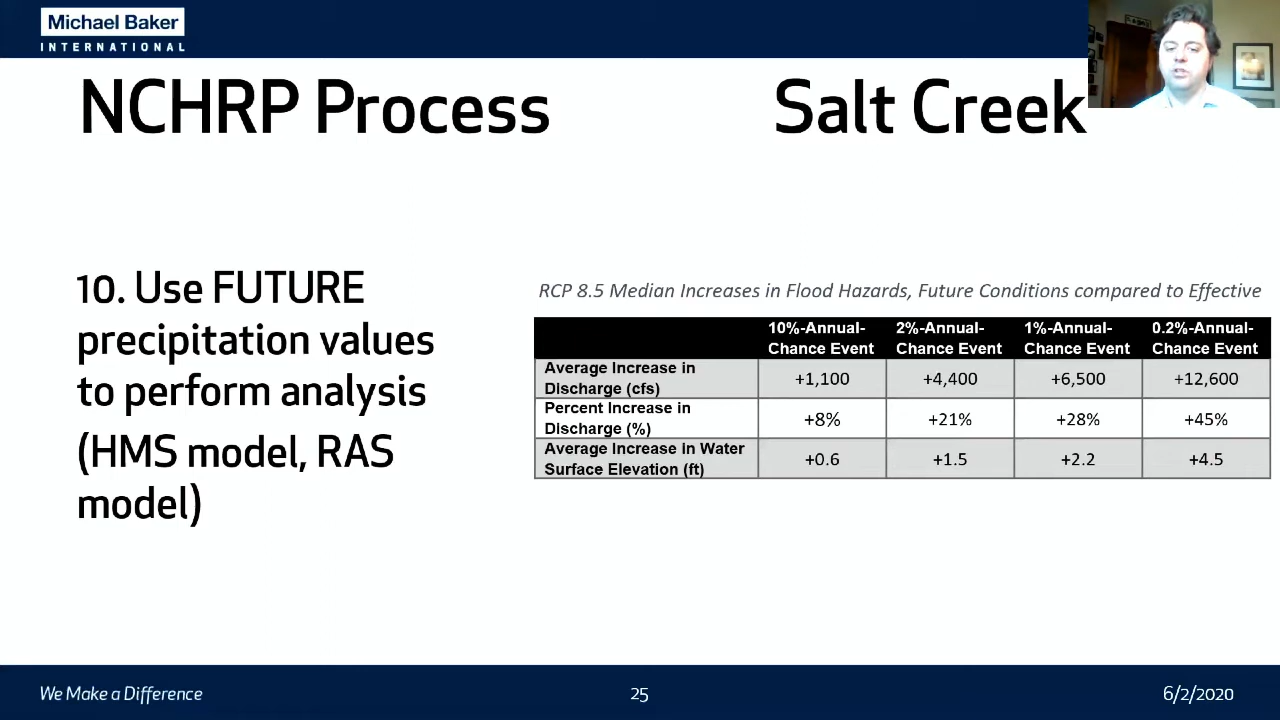 Michael Baker
INTERNATIONAL
NCHRP Process
Salt Creek
10. Use FUTURE
precipitation values
to perform analysis
(HMS model, RAS
model)
RCP 8.5 Median Increases in Flood Hazards, Future Conditions compared to Effective
10%-Annual-Chance Event 2%-Annual-Chance Event 1%-Annual-Chance Event 0.2%-Annual-Chance Event
Average Increase in Discharge (cfs) +1,100 +4,400 +6,500 +12,600
Percent Increase in Discharge (%) +8% +21% +28% +45%
Average Increase in Water Surface Elevation (ft) +0.6 +1.5 +2.2 +4.5
We Make a Difference
25
6/2/2020